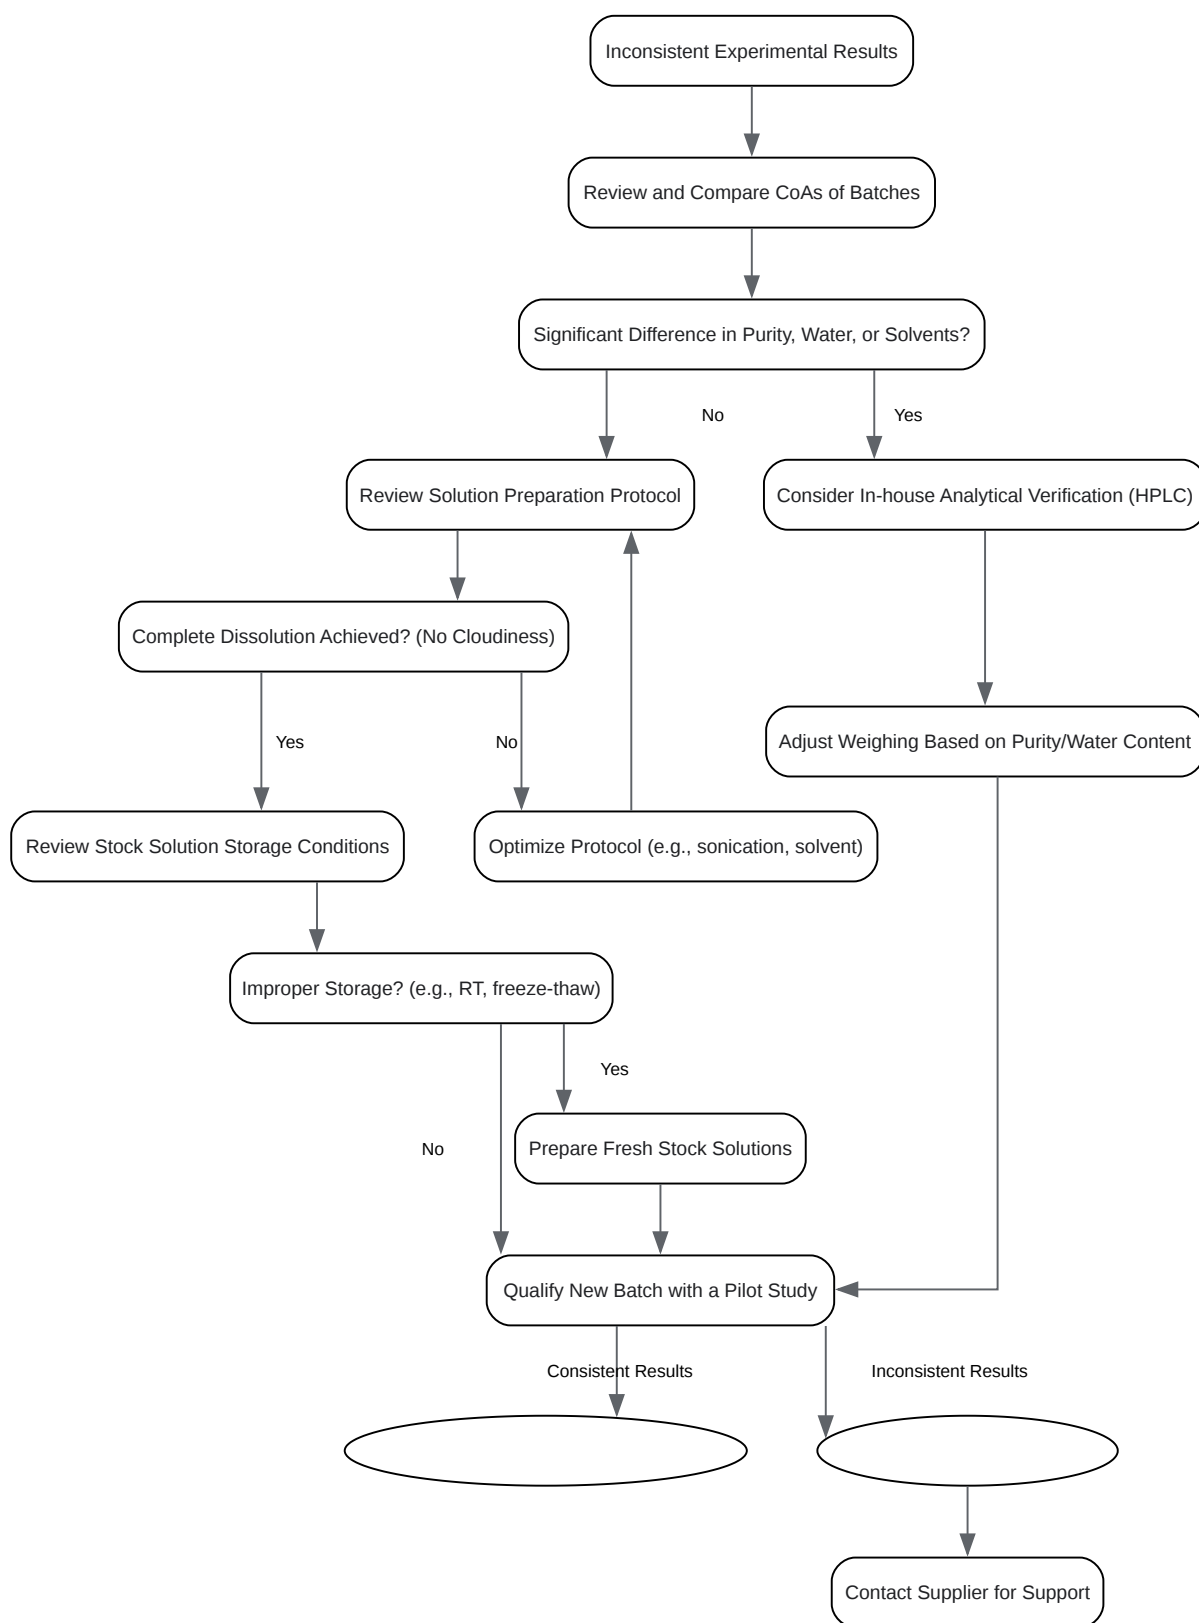 Inconsistent Experimental Results
Review and Compare CoAs of Batches
Significant Difference in Purity, Water, or Solvents?
No
Yes
Review Solution Preparation Protocol
Consider In-house Analytical Verification (HPLC)
Complete Dissolution Achieved? (No Cloudiness)
Yes
No
Adjust Weighing Based on Purity/Water Content
Review Stock Solution Storage Conditions
Optimize Protocol (e.g., sonication, solvent)
Improper Storage? (e.g., RT, freeze-thaw)
Yes
No
Prepare Fresh Stock Solutions
Qualify New Batch with a Pilot Study
Consistent Results
Inconsistent Results
Contact Supplier for Support